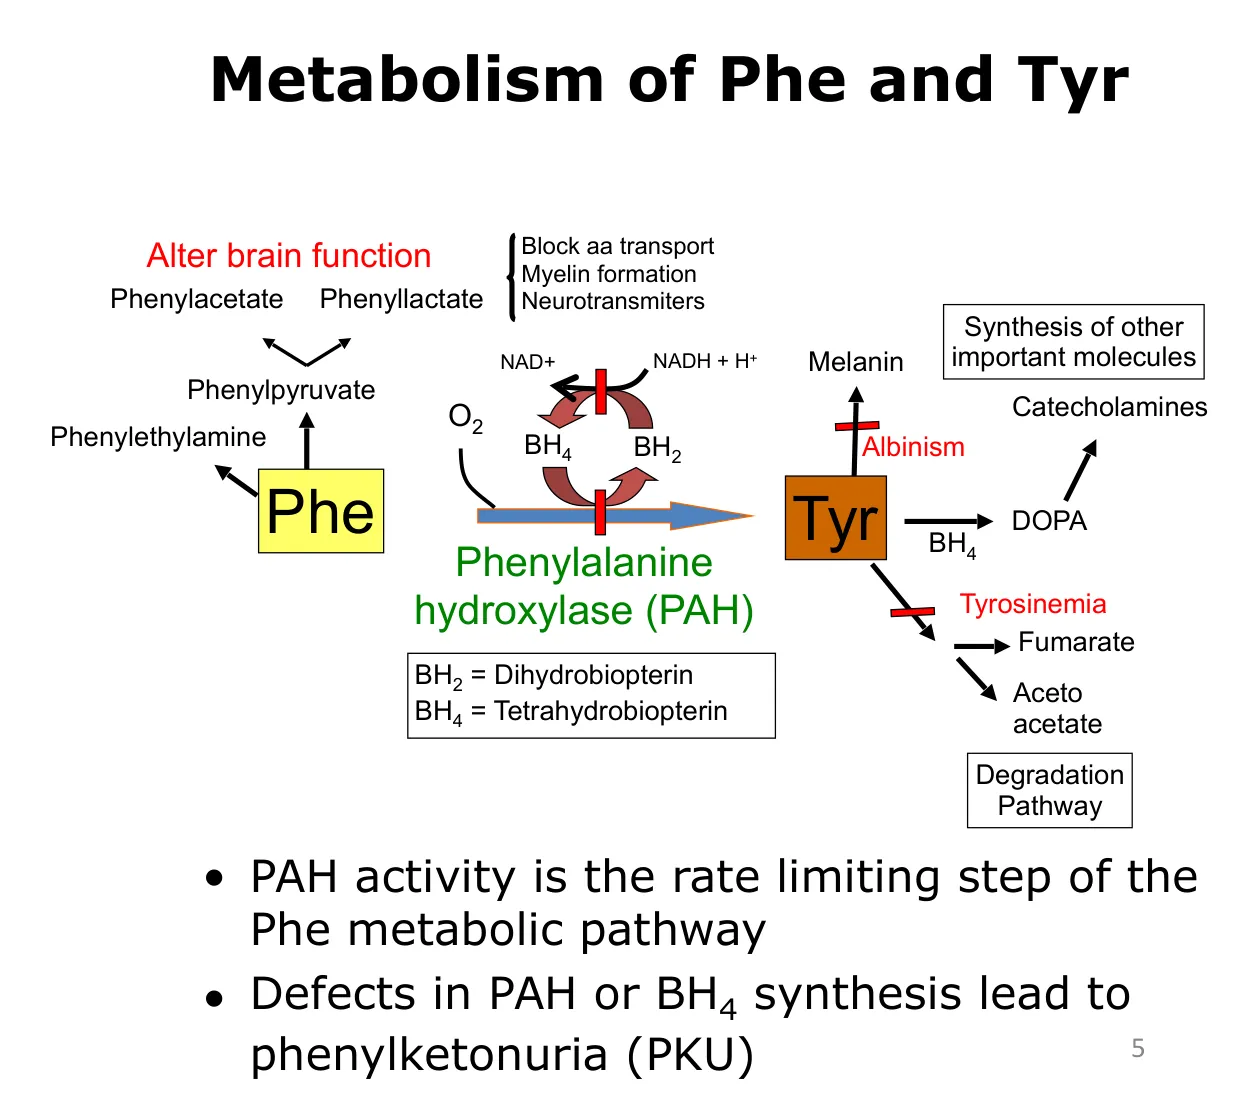 Metabolism of Phe and Tyr
Alter brain function
Phenylacetate
Phenyllactate
Block aa transport
Myelin formation
Neurotransmiters
Phenylpyruvate
Phenylethylamine
Phe
NAD+
NADH + H⁺
O₂
BH₄
BH₂
Phenylalanine
hydroxylase (PAH)
BH₂ = Dihydrobiopterin
BH₄ = Tetrahydrobiopterin
Melanin
Albinism
Tyr
Synthesis of other
important molecules
Catecholamines
DOPA
BH₄
Tyrosinemia
Fumarate
Aceto
acetate
Degradation
Pathway
• PAH activity is the rate limiting step of the
Phe metabolic pathway
• Defects in PAH or BH₄ synthesis lead to
phenylketonuria (PKU)
5